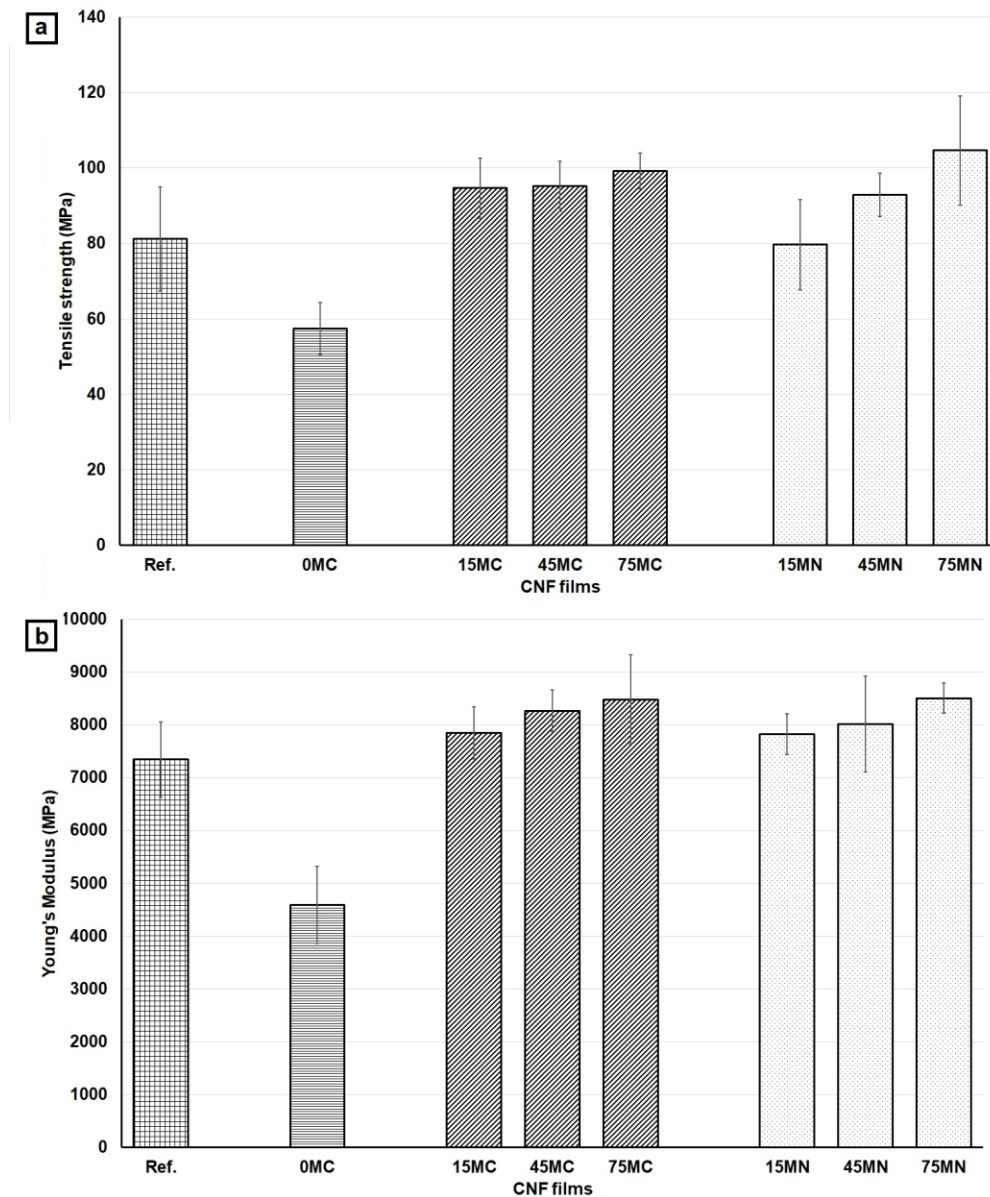 a
140
120
100
80
60
40
20
0
Tensile strength (MPa)
Ref. 0MC 15MC 45MC 75MC 15MN 45MN 75MN
CNF films
b
10000
9000
8000
7000
6000
5000
4000
3000
2000
1000
0
Young's Modulus (MPa)
Ref. 0MC 15MC 45MC 75MC 15MN 45MN 75MN
CNF films